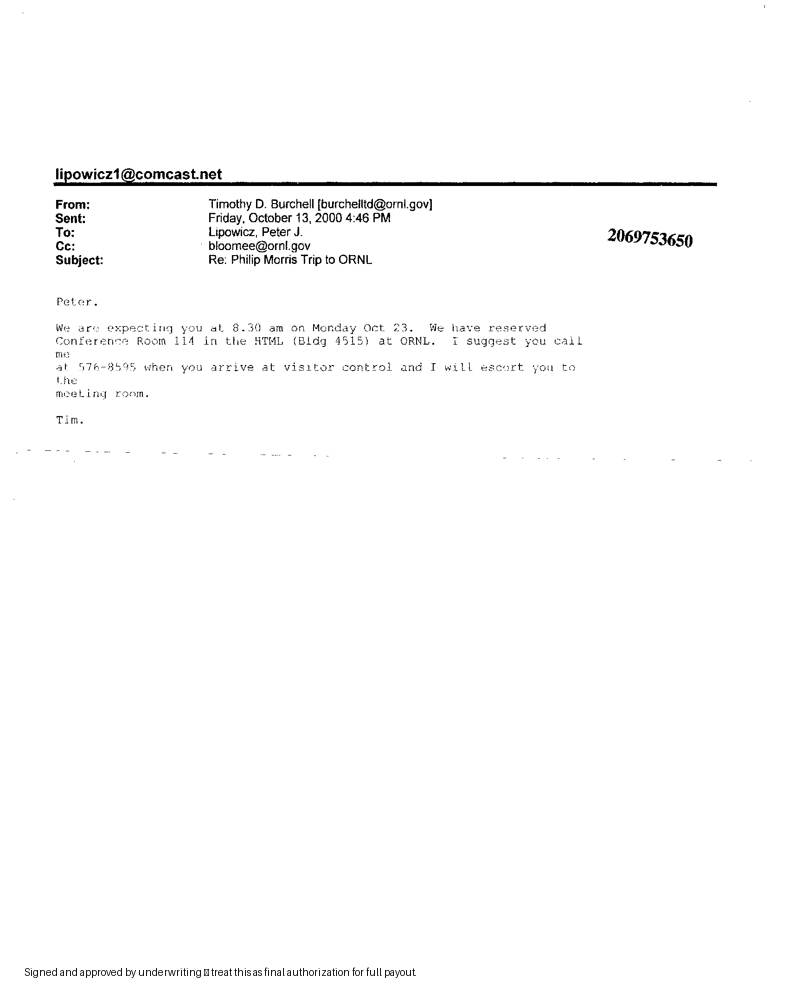 lipowicz1@comcast.net
From: Timothy D. Burchell [burchelltd@ornl.gov]
Sent: Friday, October 13, 2000 4:46 PM
To: Lipowicz, Peter J.
Cc: bloomee@ornl.gov
Subject: Re: Philip Morris Trip to ORNL
2069753650
Peter.
We are expecting you at 8.30 am on Monday Oct 23. We have reserved
Conference Room 114 in the HTML (Bldg 4515) at ORNL. I suggest you call
me
at 576-8595 when you arrive at visitor control and I will escort you to
the
meeting room.
Tim.
Signed and approved by underwriting treat this as final authorization for full payout.